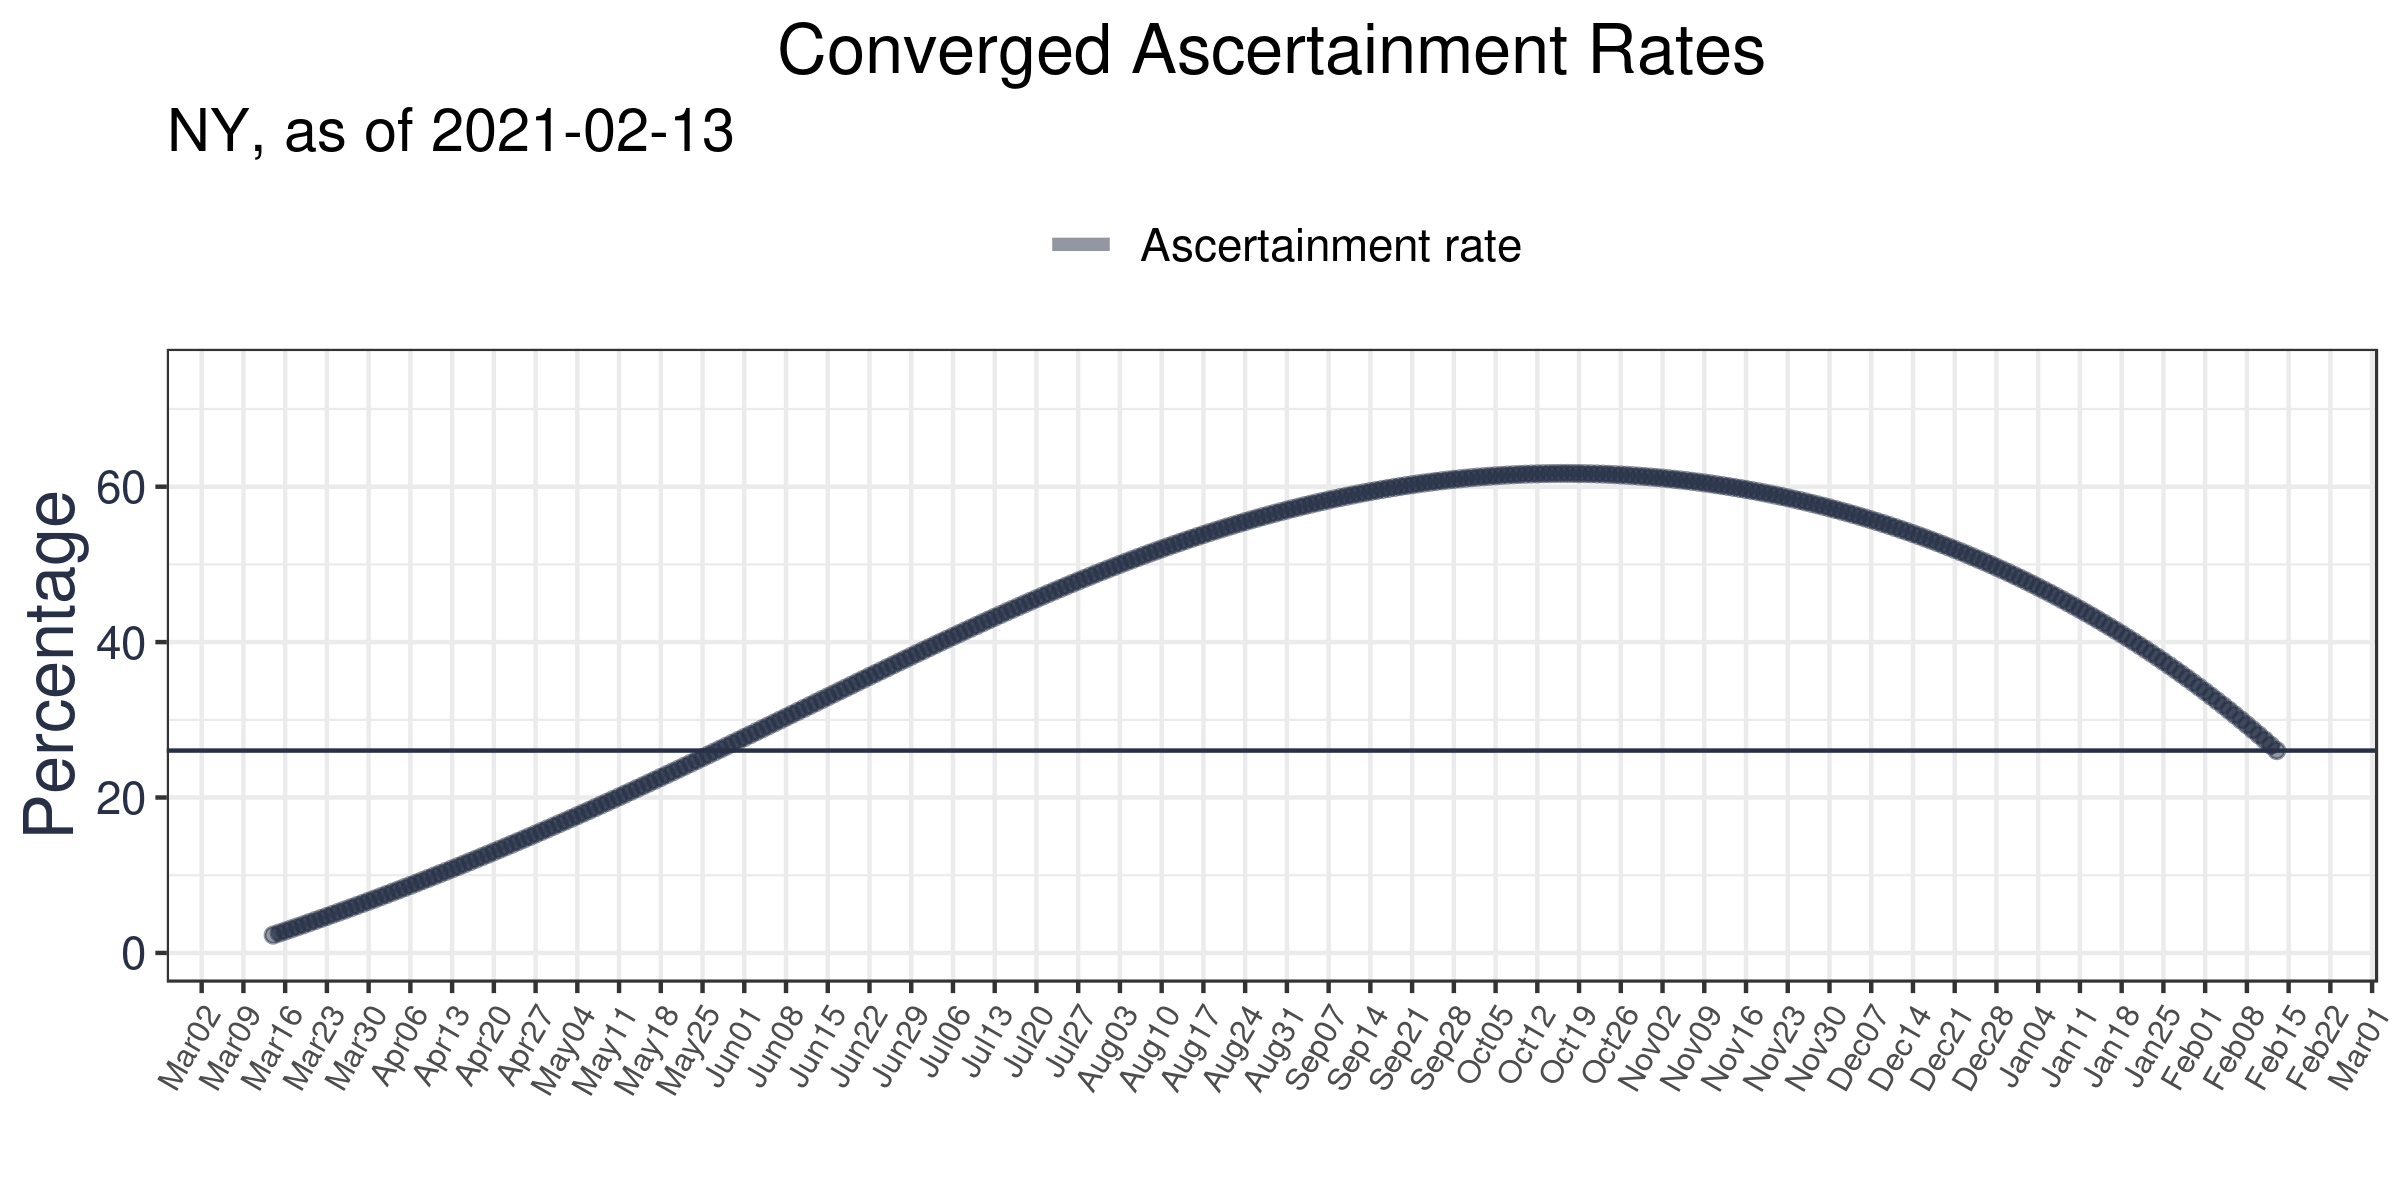 Converged Ascertainment Rates
NY, as of 2021-02-13
Ascertainment rate
Percentage
60
40
20
0
Mar02 Mar09 Mar16 Mar23 Mar30 Apr06 Apr13 Apr20 Apr27 May04 May11 May18 May25 Jun01 Jun08 Jun15 Jun22 Jun29 Jul06 Jul13 Jul20 Jul27 Aug03 Aug10 Aug17 Aug24 Aug31 Sep07 Sep14 Sep21 Sep28 Oct05 Oct12 Oct19 Oct26 Nov02 Nov09 Nov16 Nov23 Nov30 Dec07 Dec14 Dec21 Dec28 Jan04 Jan11 Jan18 Jan25 Feb01 Feb08 Feb15 Feb22 Mar01